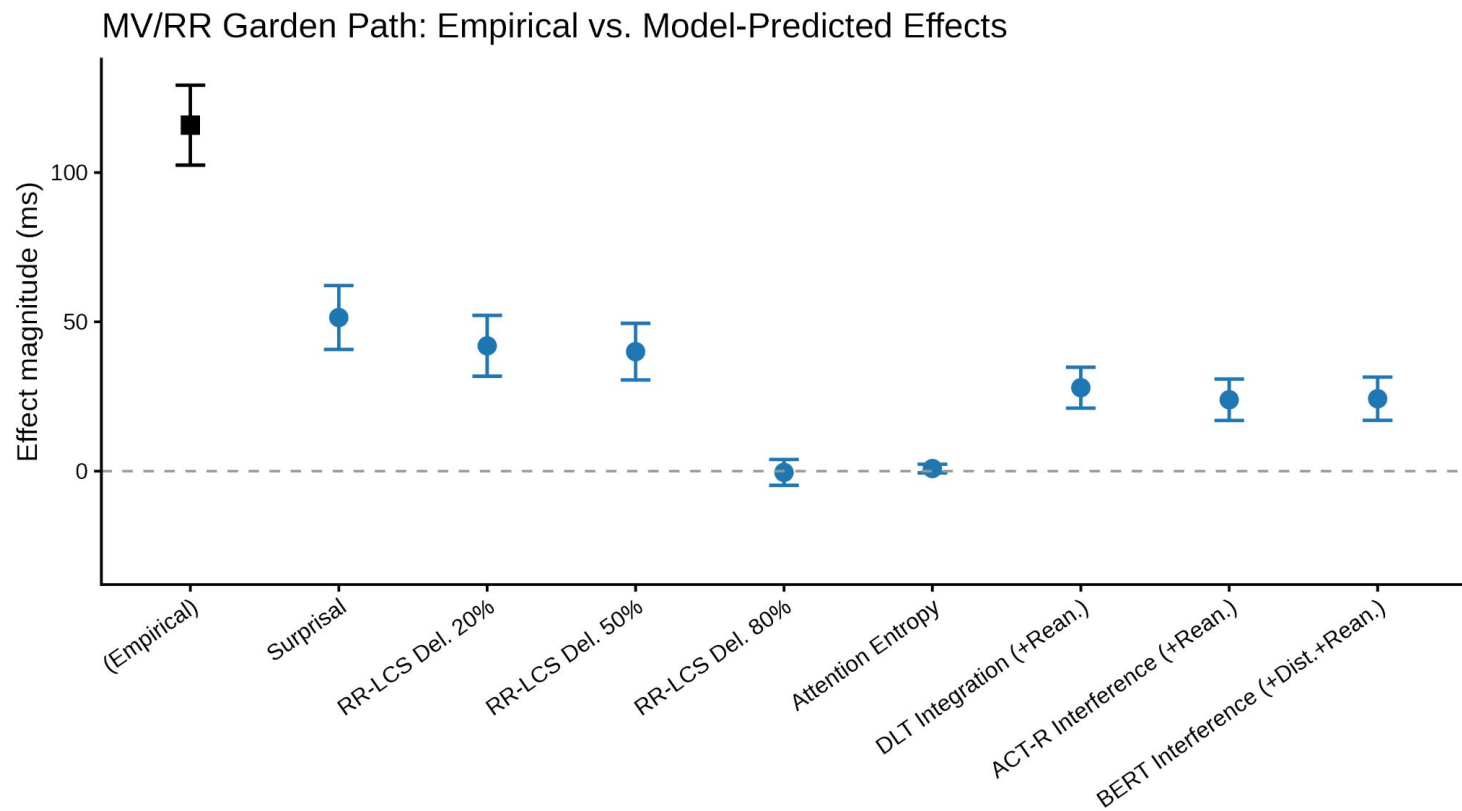 MV/RR Garden Path: Empirical vs. Model-Predicted Effects
Effect magnitude (ms)
100
50
0
(Empirical)
Surprisal
RR-LCS Del. 20%
RR-LCS Del. 50%
RR-LCS Del. 80%
Attention Entropy
DLT Integration (+Rean.)
ACT-R Interference (+Rean.)
BERT Interference (+Dist.+Rean.)